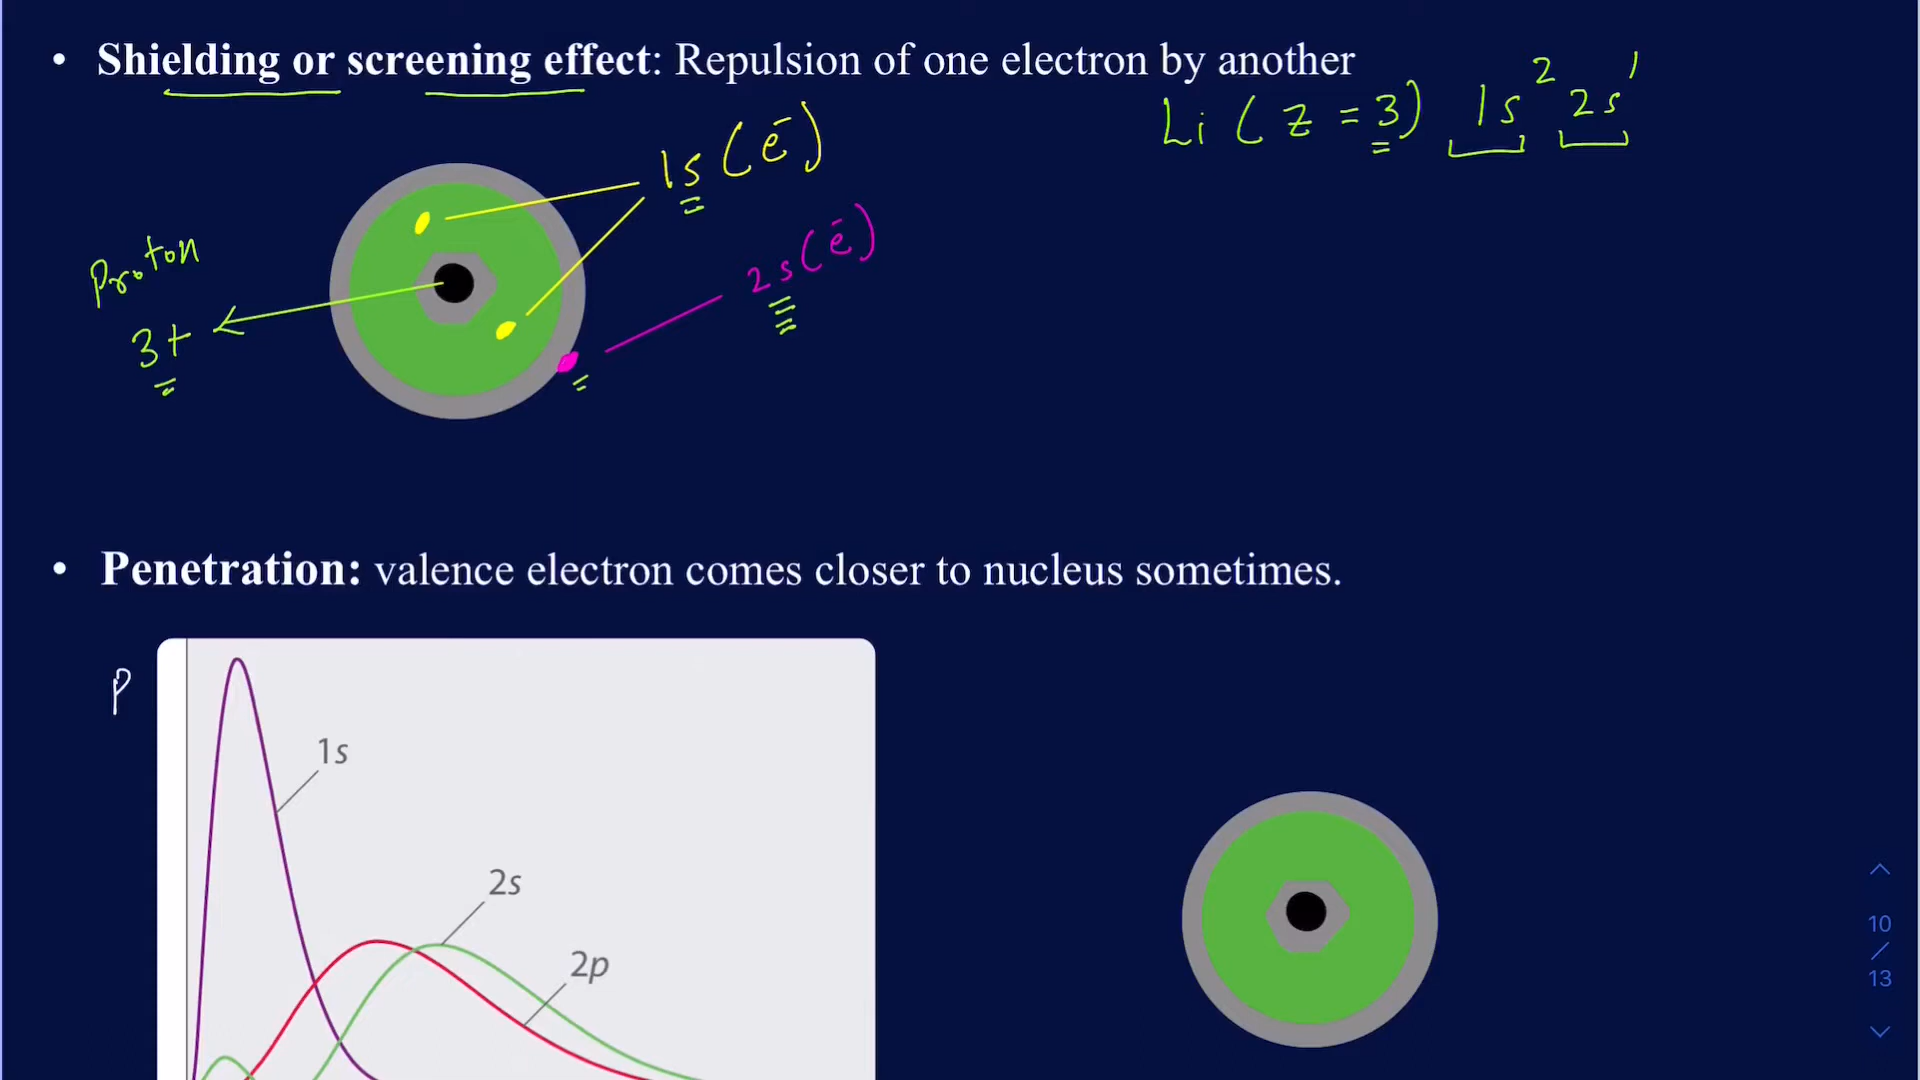 • Shielding or screening effect: Repulsion of one electron by another
Li ( Z = 3) 1s² 2s¹
1s (ē)
2s (ē)
Proton
3+
• Penetration: valence electron comes closer to nucleus sometimes.
P
1s
2s
2p
10
/
13